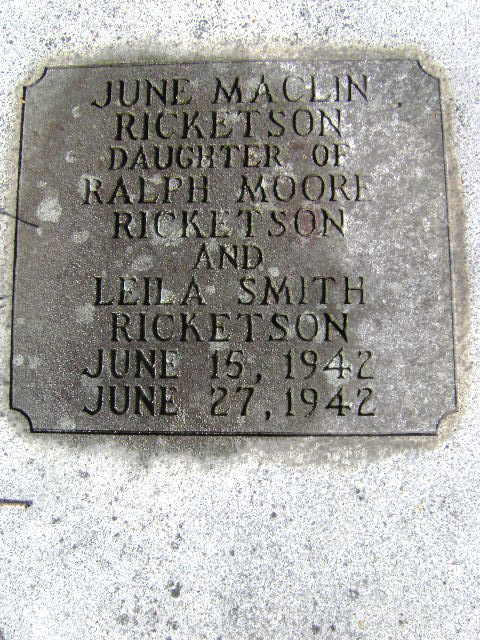 JUNE MACLIN
RICKETSON
DAUGHTER OF
RALPH MOORE
RICKETSON
AND
LEILA SMITH
RICKETSON
JUNE 15, 1942
JUNE 27, 1942